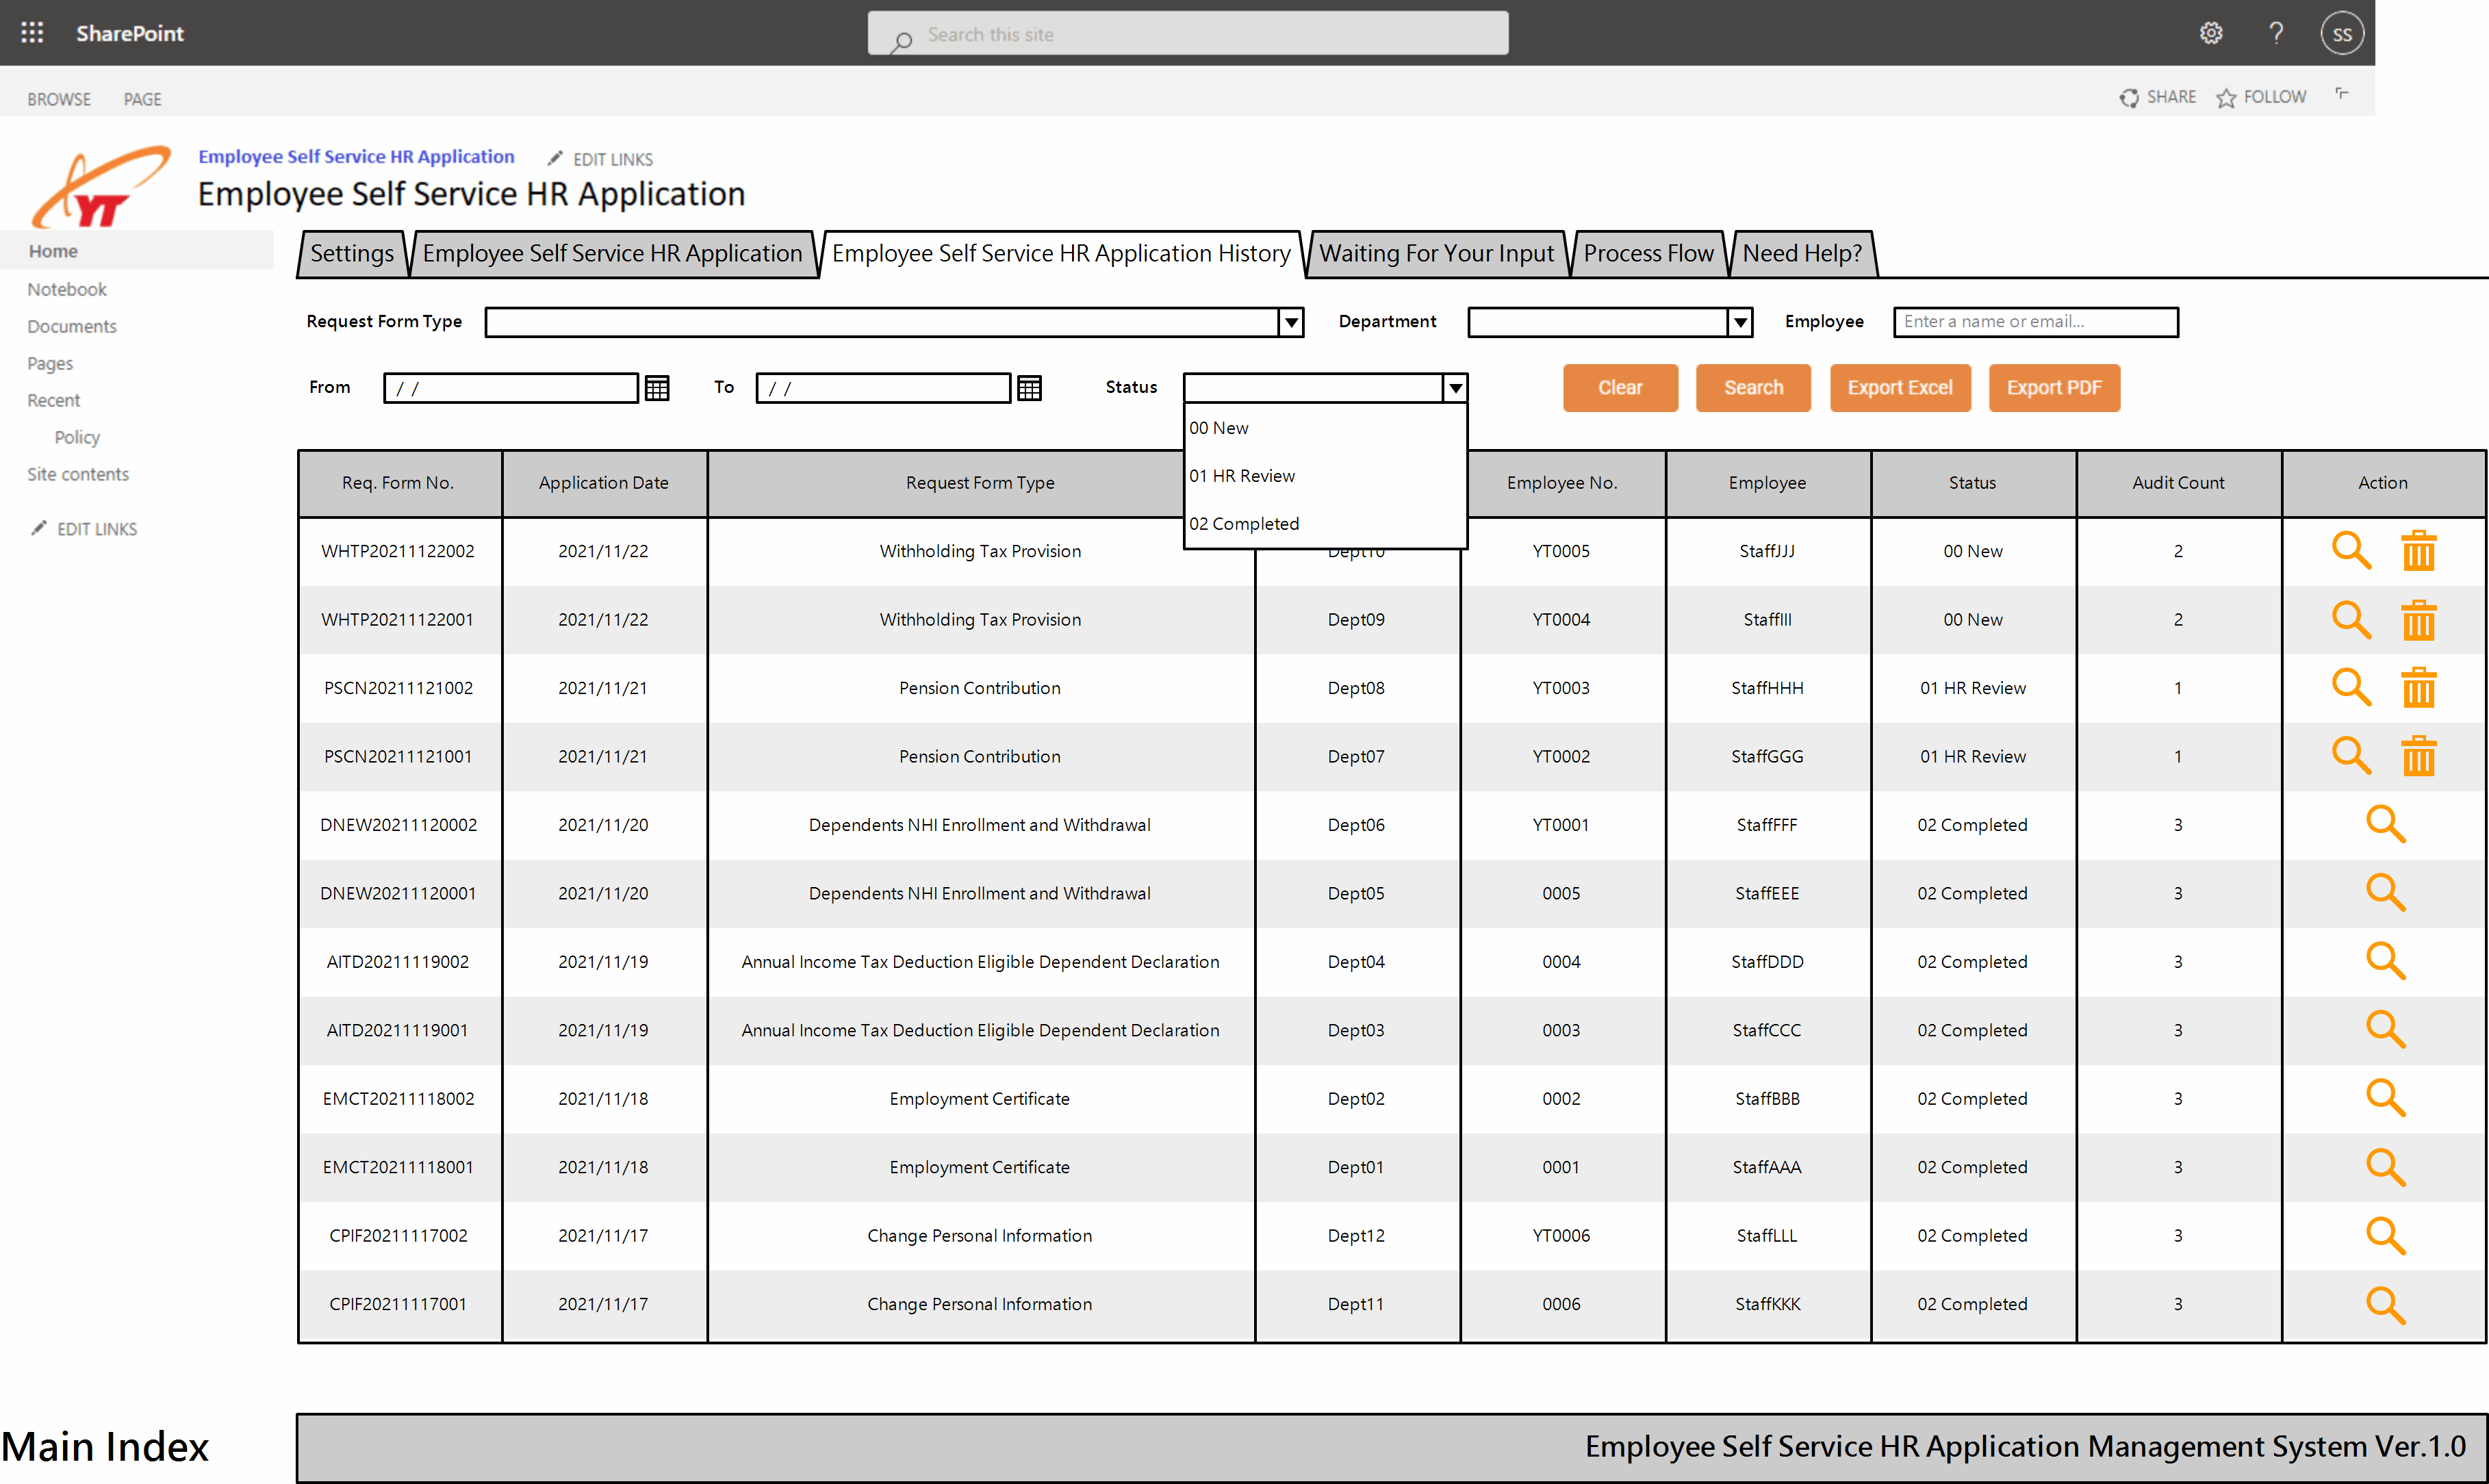 SharePoint
Search this site
?
SS
BROWSE PAGE
SHARE FOLLOW
YT
Employee Self Service HR Application EDIT LINKS
Employee Self Service HR Application
Home
Notebook
Documents
Pages
Recent
Policy
Site contents
EDIT LINKS
Settings Employee Self Service HR Application Employee Self Service HR Application History Waiting For Your Input Process Flow Need Help?
Request Form Type Department Employee Enter a name or email...
From / / To / / Status Clear Search Export Excel Export PDF
00 New
01 HR Review
02 Completed
Req. Form No. Application Date Request Form Type Employee No. Employee Status Audit Count Action
WHTP20211122002 2021/11/22 Withholding Tax Provision Dept10 YT0005 StaffJJJ 00 New 2
WHTP20211122001 2021/11/22 Withholding Tax Provision Dept09 YT0004 StaffIII 00 New 2
PSCN20211121002 2021/11/21 Pension Contribution Dept08 YT0003 StaffHHH 01 HR Review 1
PSCN20211121001 2021/11/21 Pension Contribution Dept07 YT0002 StaffGGG 01 HR Review 1
DNEW20211120002 2021/11/20 Dependents NHI Enrollment and Withdrawal Dept06 YT0001 StaffFFF 02 Completed 3
DNEW20211120001 2021/11/20 Dependents NHI Enrollment and Withdrawal Dept05 0005 StaffEEE 02 Completed 3
AITD20211119002 2021/11/19 Annual Income Tax Deduction Eligible Dependent Declaration Dept04 0004 StaffDDD 02 Completed 3
AITD20211119001 2021/11/19 Annual Income Tax Deduction Eligible Dependent Declaration Dept03 0003 StaffCCC 02 Completed 3
EMCT20211118002 2021/11/18 Employment Certificate Dept02 0002 StaffBBB 02 Completed 3
EMCT20211118001 2021/11/18 Employment Certificate Dept01 0001 StaffAAA 02 Completed 3
CPIF20211117002 2021/11/17 Change Personal Information Dept12 YT0006 StaffLLL 02 Completed 3
CPIF20211117001 2021/11/17 Change Personal Information Dept11 0006 StaffKKK 02 Completed 3
Main Index
Employee Self Service HR Application Management System Ver.1.0